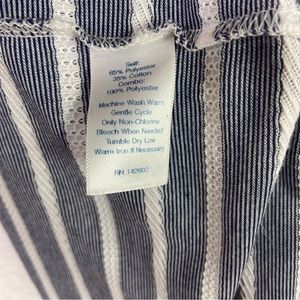 Self:
65% Polyester
35% Cotton
Combo:
100% Polyester
Machine Wash Warm
Gentle Cycle
Only Non-Chlorine
Bleach When Needed
Tumble Dry Low
Warm Iron If Necessary
RN 142602